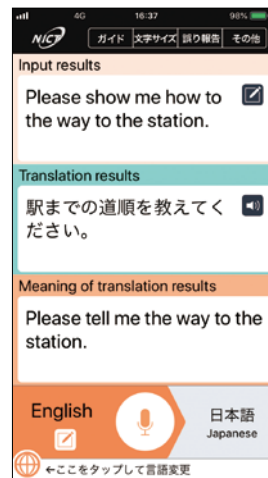 4G 16:37 98%
NICT ガイド 文字サイズ 誤り報告 その他
Input results
Please show me how to
the way to the station.
Translation results
駅までの道順を教えてく
ださい。
Meaning of translation results
Please tell me the way to the
station.
English 日本語
Japanese
←ここをタップして言語変更